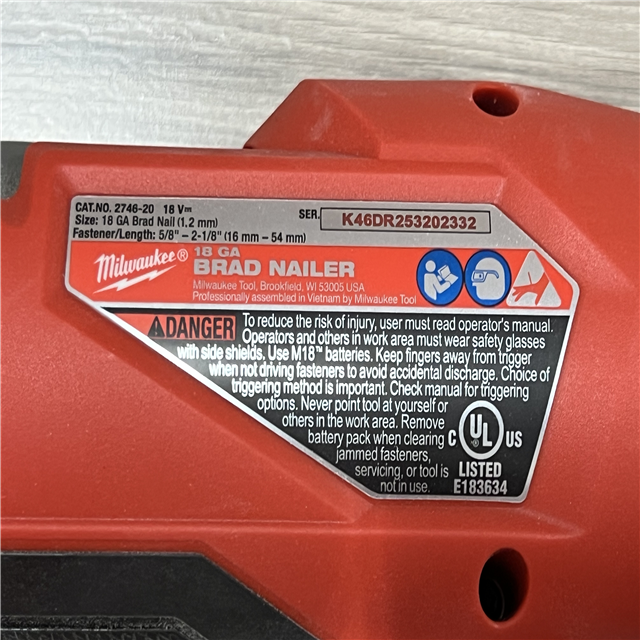 CAT.NO. 2746-20 18 V⎓
Size: 18 GA Brad Nail (1.2 mm)
Fastener/Length: 5/8" – 2-1/8" (16 mm – 54 mm)
SER. K46DR253202332
Milwaukee®
18 GA
BRAD NAILER
Milwaukee Tool, Brookfield, WI 53005 USA
Professionally assembled in Vietnam by Milwaukee Tool
DANGER To reduce the risk of injury, user must read operator's manual.
Operators and others in work area must wear safety glasses
with side shields. Use M18™ batteries. Keep fingers away from trigger
when not driving fasteners to avoid accidental discharge. Choice of
triggering method is important. Check manual for triggering
options. Never point tool at yourself or
others in the work area. Remove
battery pack when clearing
jammed fasteners,
servicing, or tool is
not in use.
C UL US
LISTED
E183634